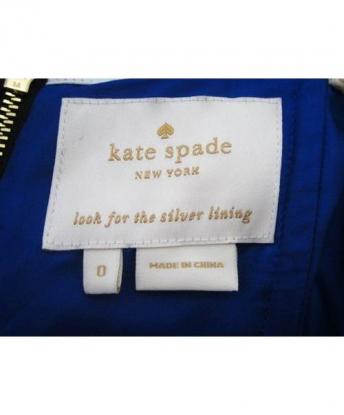 M
kate spade
NEW YORK
look for the silver lining
0
MADE IN CHINA